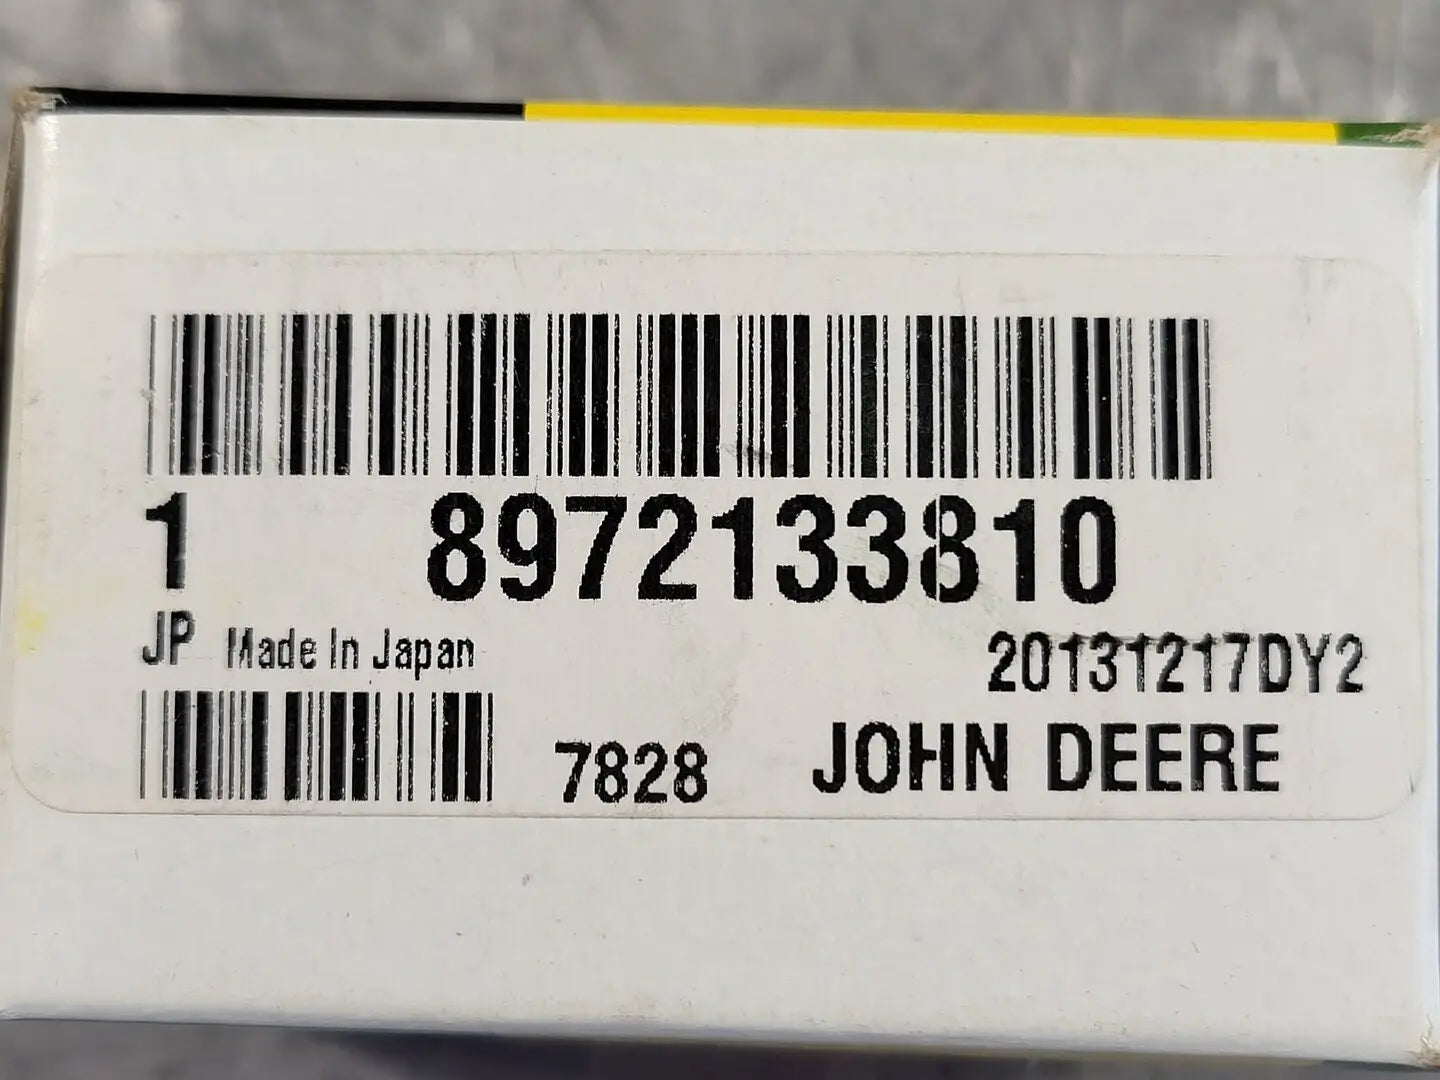 1 8972133810
JP Made In Japan 20131217DY2
7828 JOHN DEERE